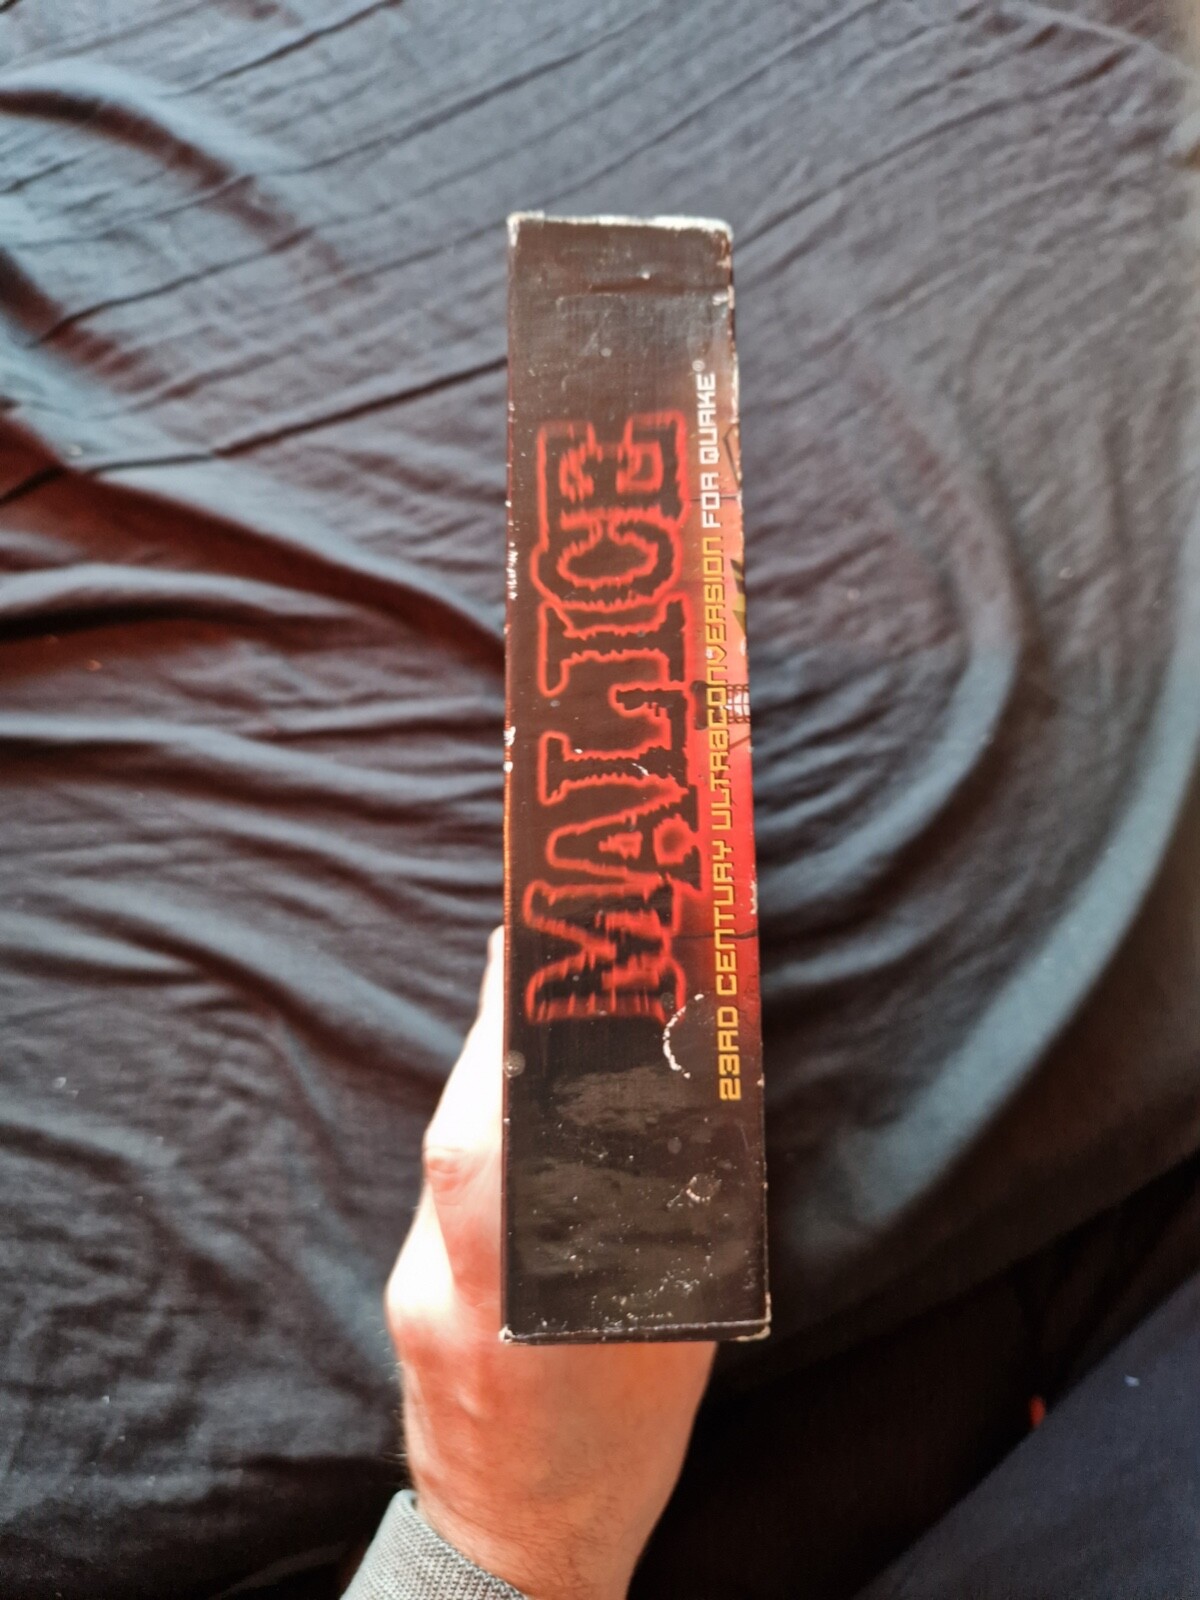 MALICE
23RD CENTURY ULTRACONVERSION FOR QUAKE®